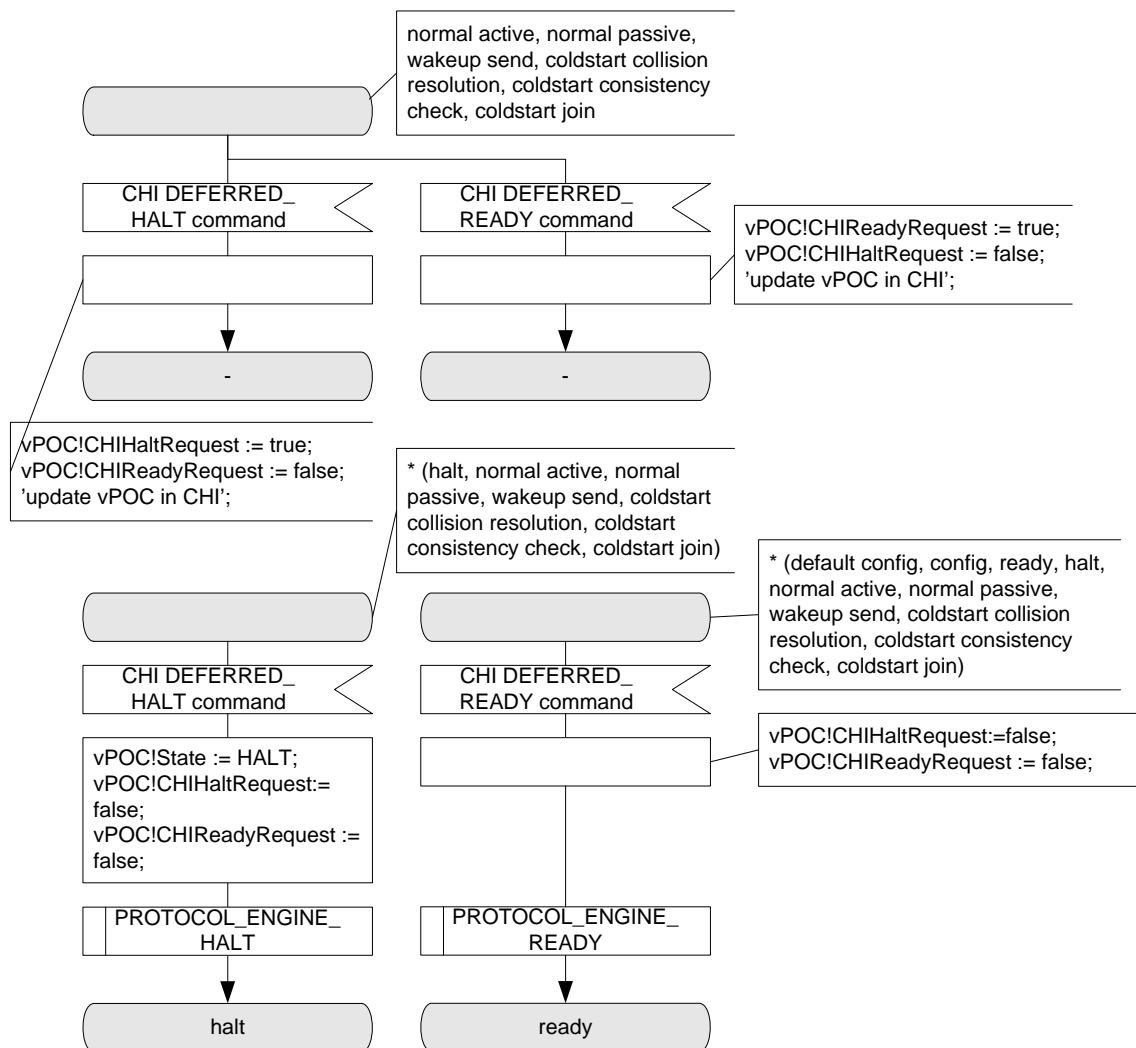 normal active, normal passive,
wakeup send, coldstart collision
resolution, coldstart consistency
check, coldstart join
CHI DEFERRED_
HALT command
CHI DEFERRED_
READY command
vPOC!CHIReadyRequest := true;
vPOC!CHIHaltRequest := false;
’update vPOC in CHI’;
-
-
vPOC!CHIHaltRequest := true;
vPOC!CHIReadyRequest := false;
’update vPOC in CHI’;
* (halt, normal active, normal
passive, wakeup send, coldstart
collision resolution, coldstart
consistency check, coldstart join)
* (default config, config, ready, halt,
normal active, normal passive,
wakeup send, coldstart collision
resolution, coldstart consistency
check, coldstart join)
CHI DEFERRED_
HALT command
CHI DEFERRED_
READY command
vPOC!State := HALT;
vPOC!CHIHaltRequest:=
false;
vPOC!CHIReadyRequest :=
false;
vPOC!CHIHaltRequest:=false;
vPOC!CHIReadyRequest := false;
PROTOCOL_ENGINE_
HALT
PROTOCOL_ENGINE_
READY
halt
ready